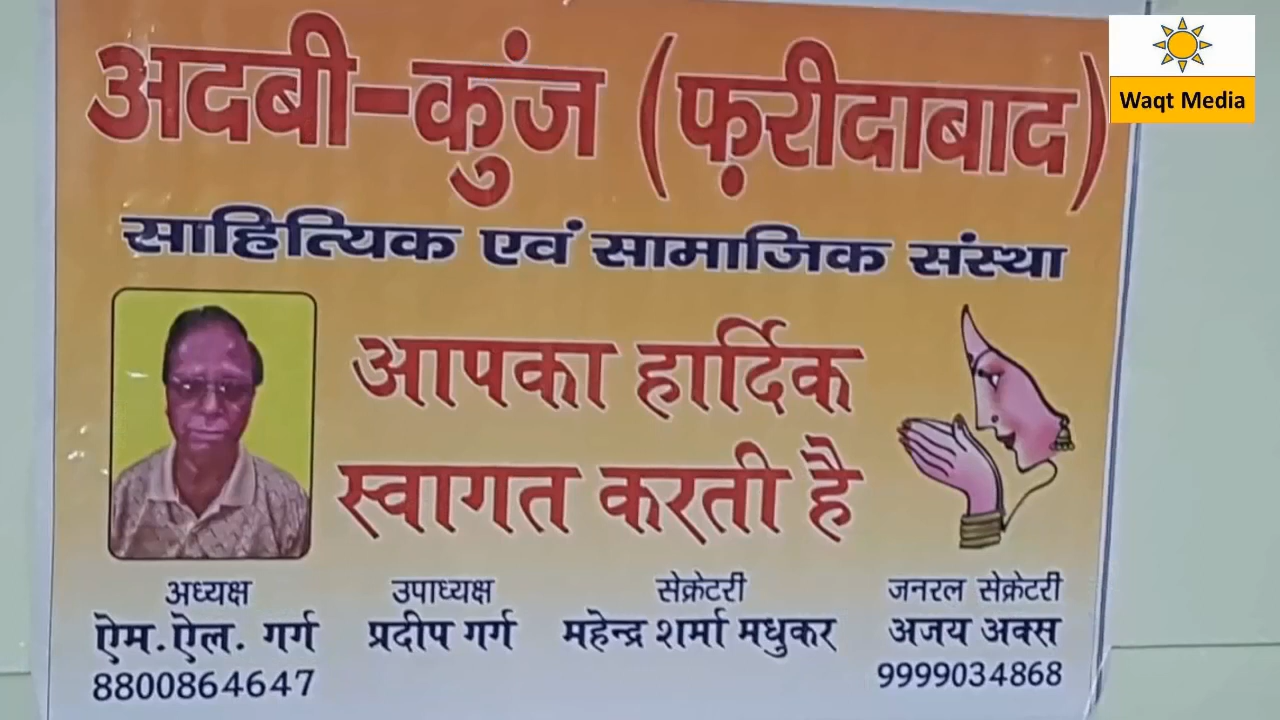 अदबी-कुंज (फ़रीदाबाद)
Waqt Media
साहित्यिक एवं सामाजिक संस्था
आपका हार्दिक
स्वागत करती है
अध्यक्ष उपाध्यक्ष सेक्रेटरी जनरल सेक्रेटरी
ऐम.ऐल. गर्ग प्रदीप गर्ग महेन्द्र शर्मा मधुकर अजय अक्स
8800864647 9999034868